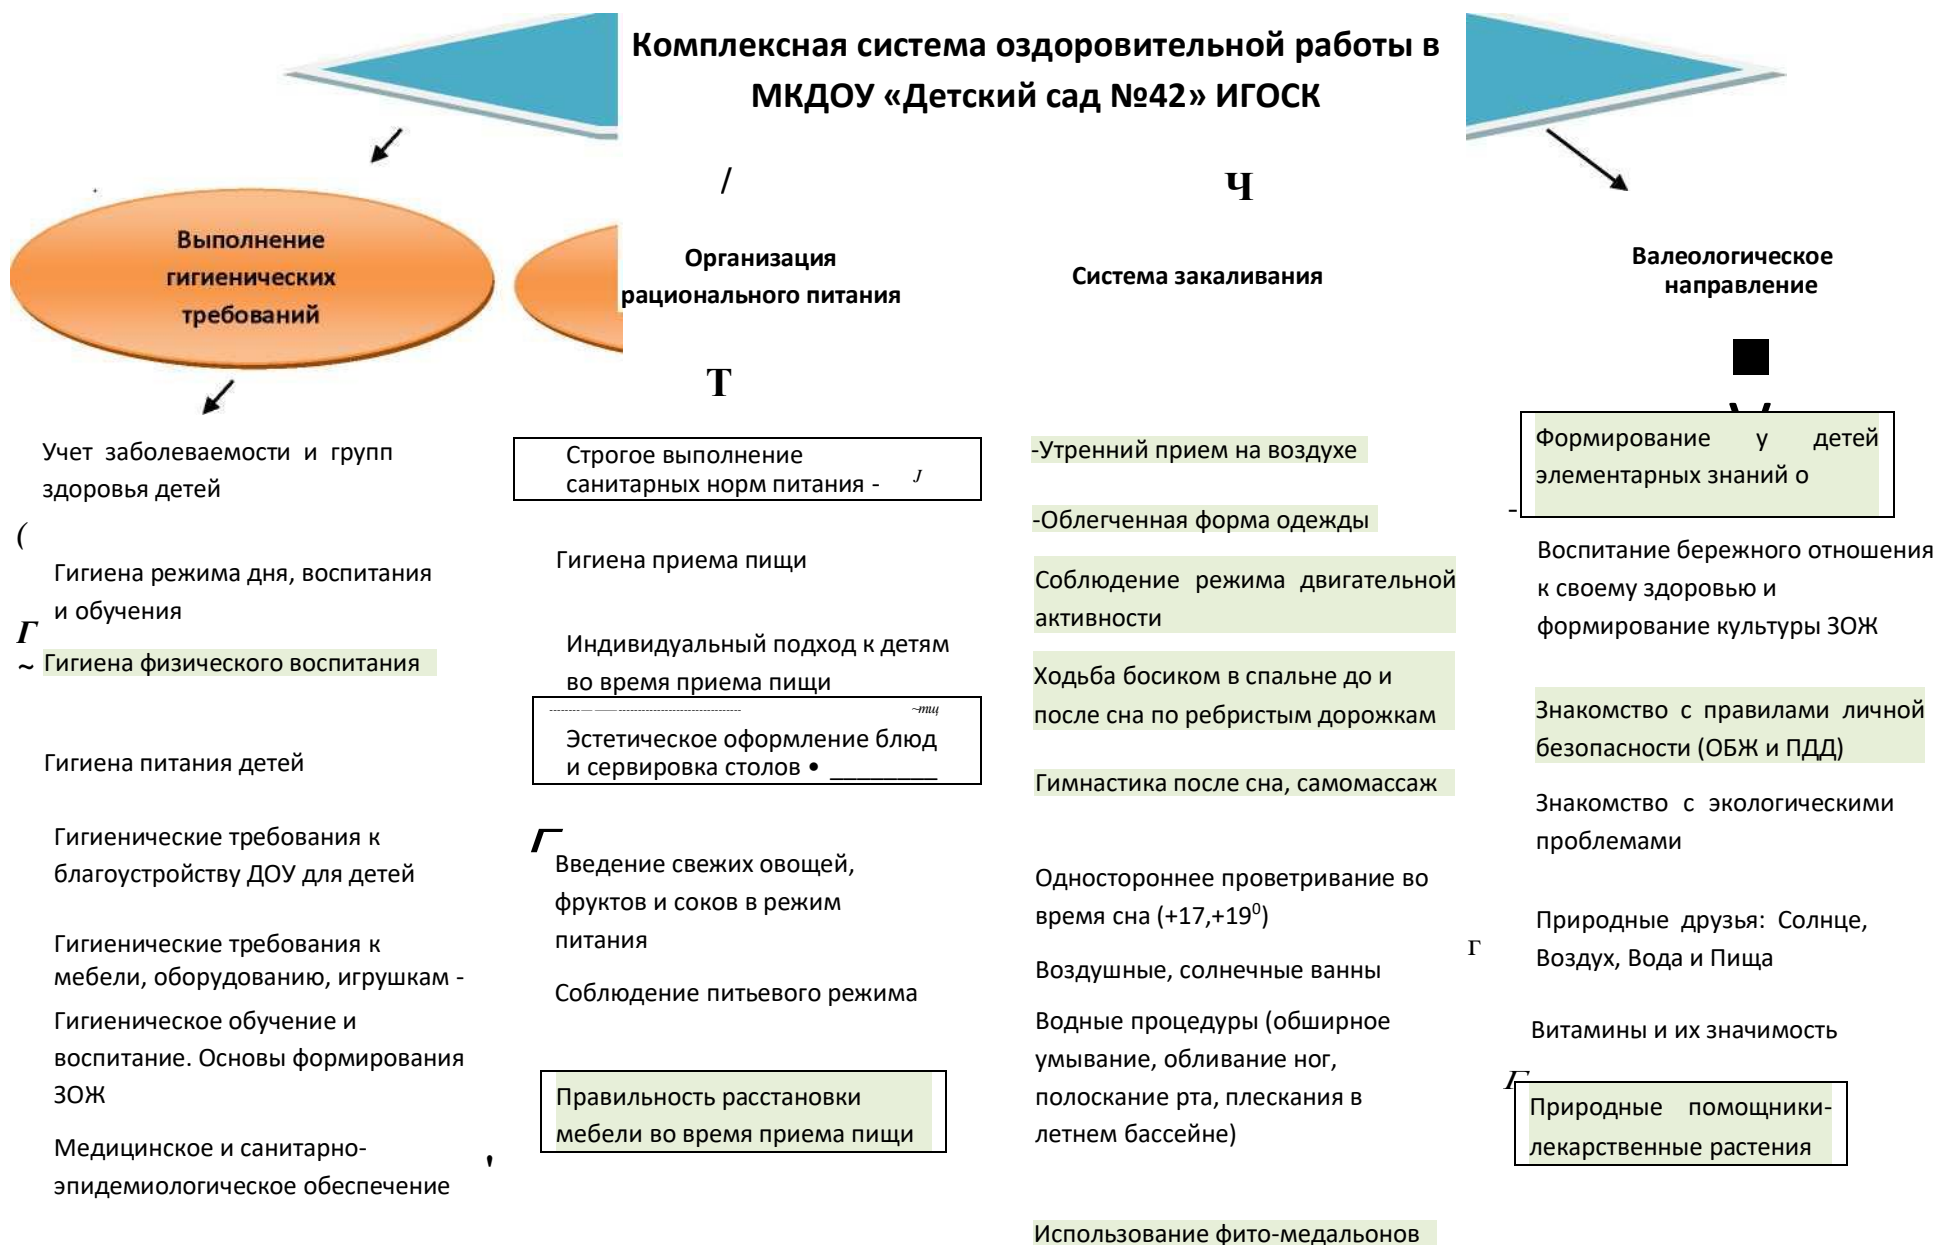 Комплексная система оздоровительной работы в
МКДОУ «Детский сад №42» ИГОСК
/
Ч
Выполнение
гигиенических
требований
Организация
рационального питания
Система закаливания
Валеологическое
направление
Т
Учет заболеваемости и групп
здоровья детей
(
Гигиена режима дня, воспитания
и обучения
Г
~ Гигиена физического воспитания
Гигиена питания детей
Гигиенические требования к
благоустройству ДОУ для детей
Гигиенические требования к
мебели, оборудованию, игрушкам -
Гигиеническое обучение и
воспитание. Основы формирования
ЗОЖ
Медицинское и санитарно-
эпидемиологическое обеспечение
Строгое выполнение
санитарных норм питания - J
Гигиена приема пищи
Индивидуальный подход к детям
во время приема пищи
~тщ
Эстетическое оформление блюд
и сервировка столов • ________
Г
Введение свежих овощей,
фруктов и соков в режим
питания
Соблюдение питьевого режима
Правильность расстановки
мебели во время приема пищи
'
-Утренний прием на воздухе
-Облегченная форма одежды
Соблюдение режима двигательной
активности
Ходьба босиком в спальне до и
после сна по ребристым дорожкам
Гимнастика после сна, самомассаж
Одностороннее проветривание во
время сна (+17,+19⁰)
Воздушные, солнечные ванны
Водные процедуры (обширное
умывание, обливание ног,
полоскание рта, плескания в
летнем бассейне)
Использование фито-медальонов
Формирование у детей
элементарных знаний о
-
Воспитание бережного отношения
к своему здоровью и
формирование культуры ЗОЖ
Знакомство с правилами личной
безопасности (ОБЖ и ПДД)
Знакомство с экологическими
проблемами
г
Природные друзья: Солнце,
Воздух, Вода и Пища
Витамины и их значимость
Природные помощники-
лекарственные растения